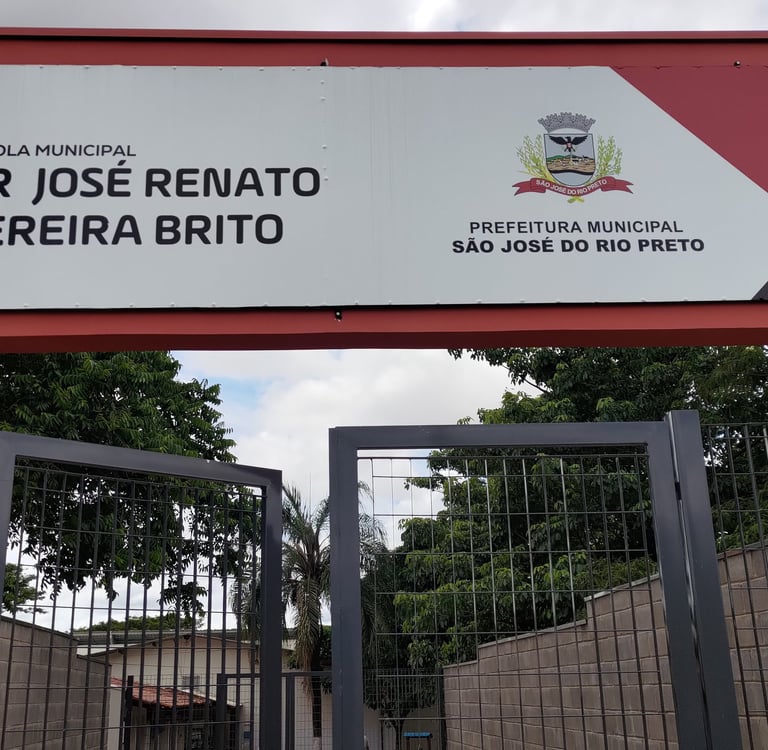 OLA MUNICIPAL
R JOSÉ RENATO
EREIRA BRITO
SÃO JOSÉ DO RIO PRETO
PREFEITURA MUNICIPAL
SÃO JOSÉ DO RIO PRETO